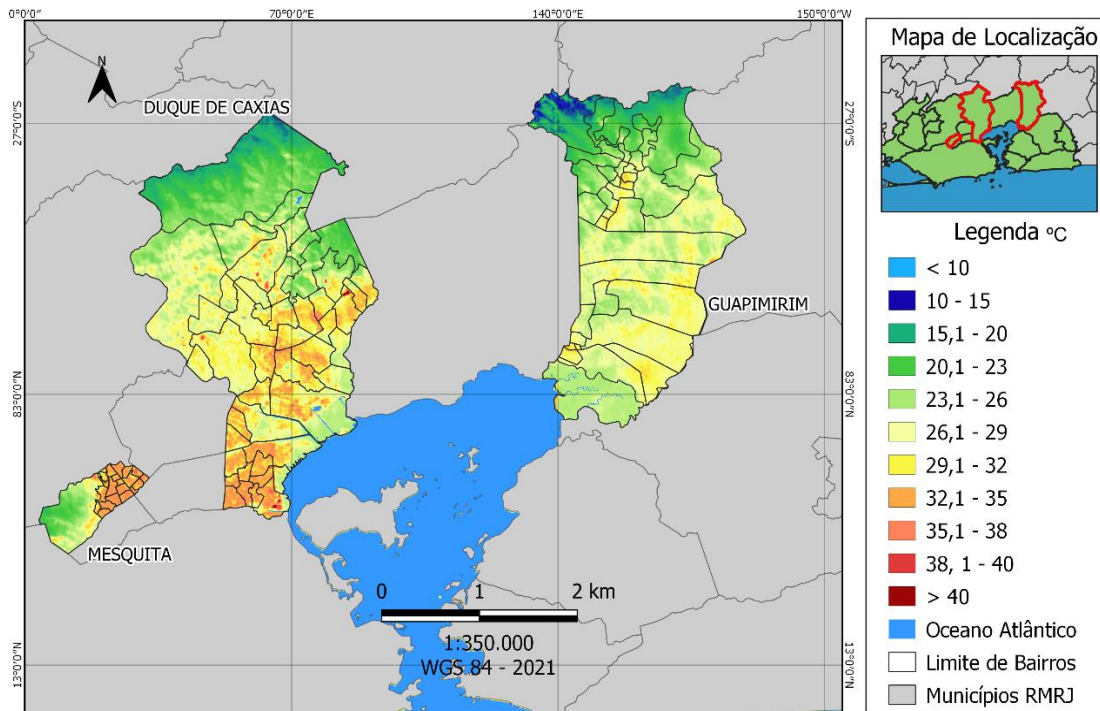 0°0'0"E
70°0'0"E
140°0'0"E
150°0'0"W
27°0'0"S
83°0'0"N
13°0'0"N
27°0'0"S
83°0'0"N
13°0'0"N
N
DUQUE DE CAXIAS
GUAPIMIRIM
MESQUITA
0 1 2 km
1:350.000
WGS 84 - 2021
Mapa de Localização
Legenda ºC
< 10
10 - 15
15,1 - 20
20,1 - 23
23,1 - 26
26,1 - 29
29,1 - 32
32,1 - 35
35,1 - 38
38, 1 - 40
> 40
Oceano Atlântico
Limite de Bairros
Municípios RMRJ